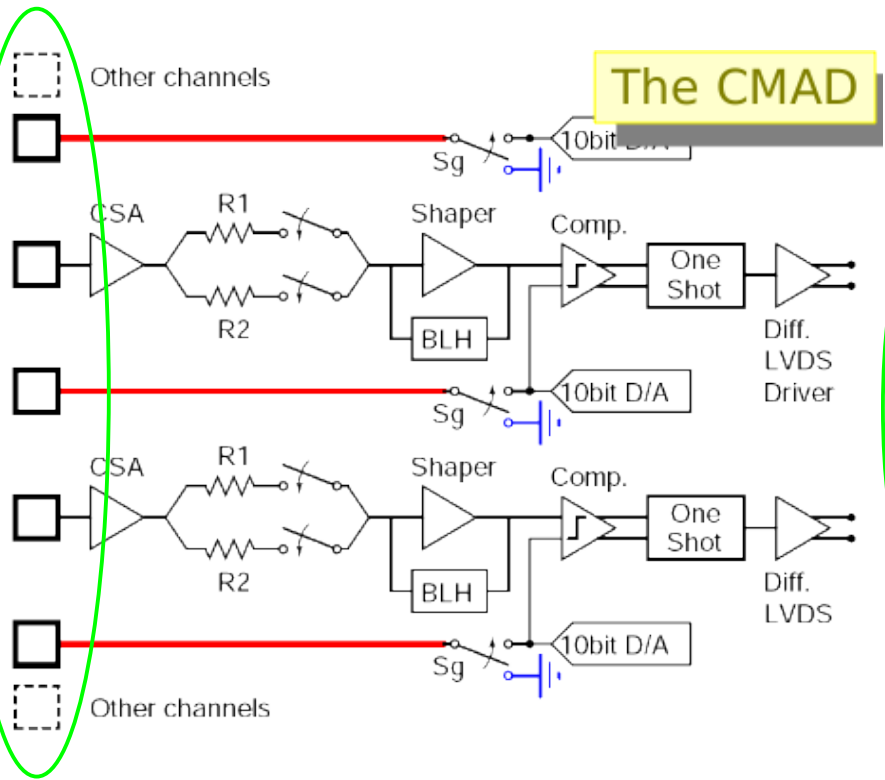 The CMAD
Other channels
Sg
10bit D/A
CSA
R1
R2
Shaper
BLH
Comp.
One
Shot
Diff.
LVDS
Driver
Sg
10bit D/A
CSA
R1
R2
Shaper
BLH
Comp.
One
Shot
Diff.
LVDS
Sg
10bit D/A
Other channels